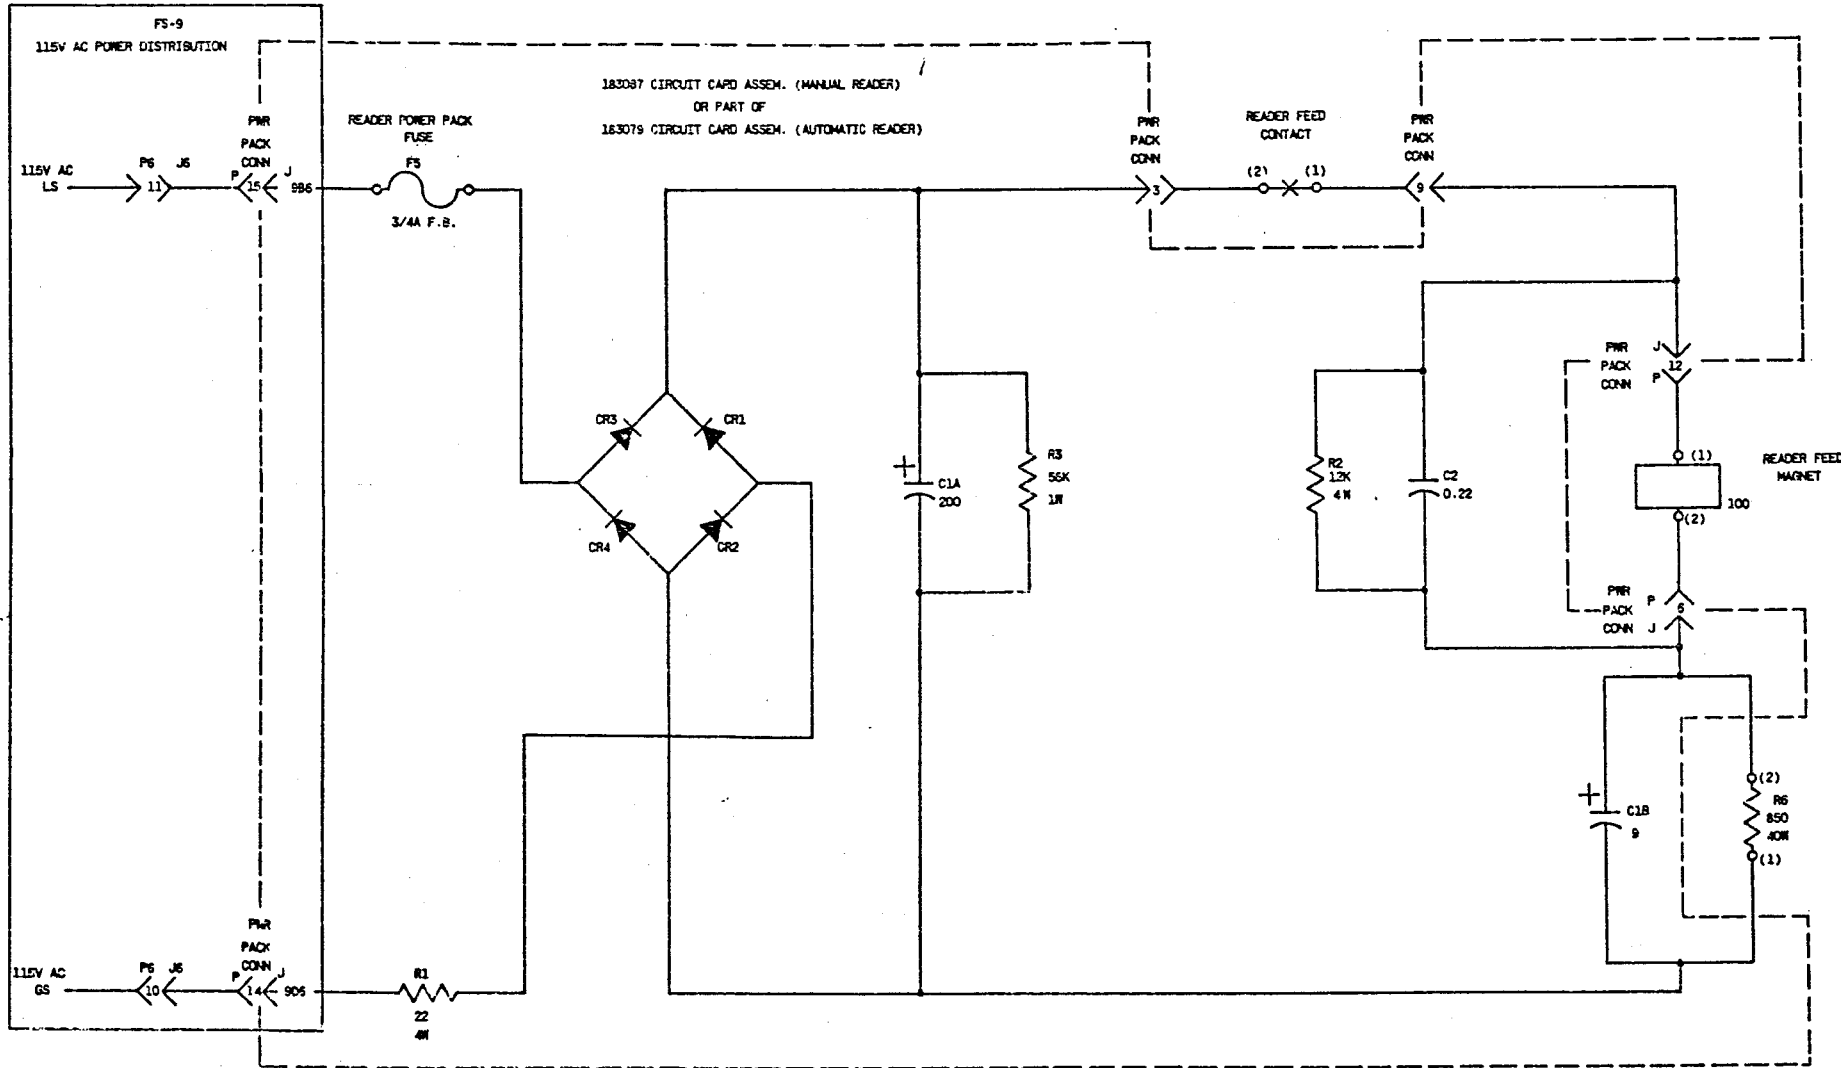 FS-9
115V AC POWER DISTRIBUTION
183087 CIRCUIT CARD ASSEM. (MANUAL READER)
OR PART OF
183079 CIRCUIT CARD ASSEM. (AUTOMATIC READER)
PWR
PACK
CONN
READER POWER PACK
FUSE
F5
3/4A F.B.
115V AC
LS
P6
J6
11
P
15
J
9B6
PWR
PACK
CONN
3
READER FEED
CONTACT
(2)
(1)
PWR
PACK
CONN
9
PWR
PACK
CONN
J
12
P
CR3
CR1
CR4
CR2
+
C1A
200
R3
56K
1W
R2
12K
4W
C2
0.22
(1)
READER FEED
MAGNET
100
(2)
PWR
PACK
CONN
P
6
J
+
C1B
9
(2)
R6
850
40W
(1)
PWR
PACK
CONN
115V AC
GS
P6
J6
10
P
14
J
9D5
R1
22
4W